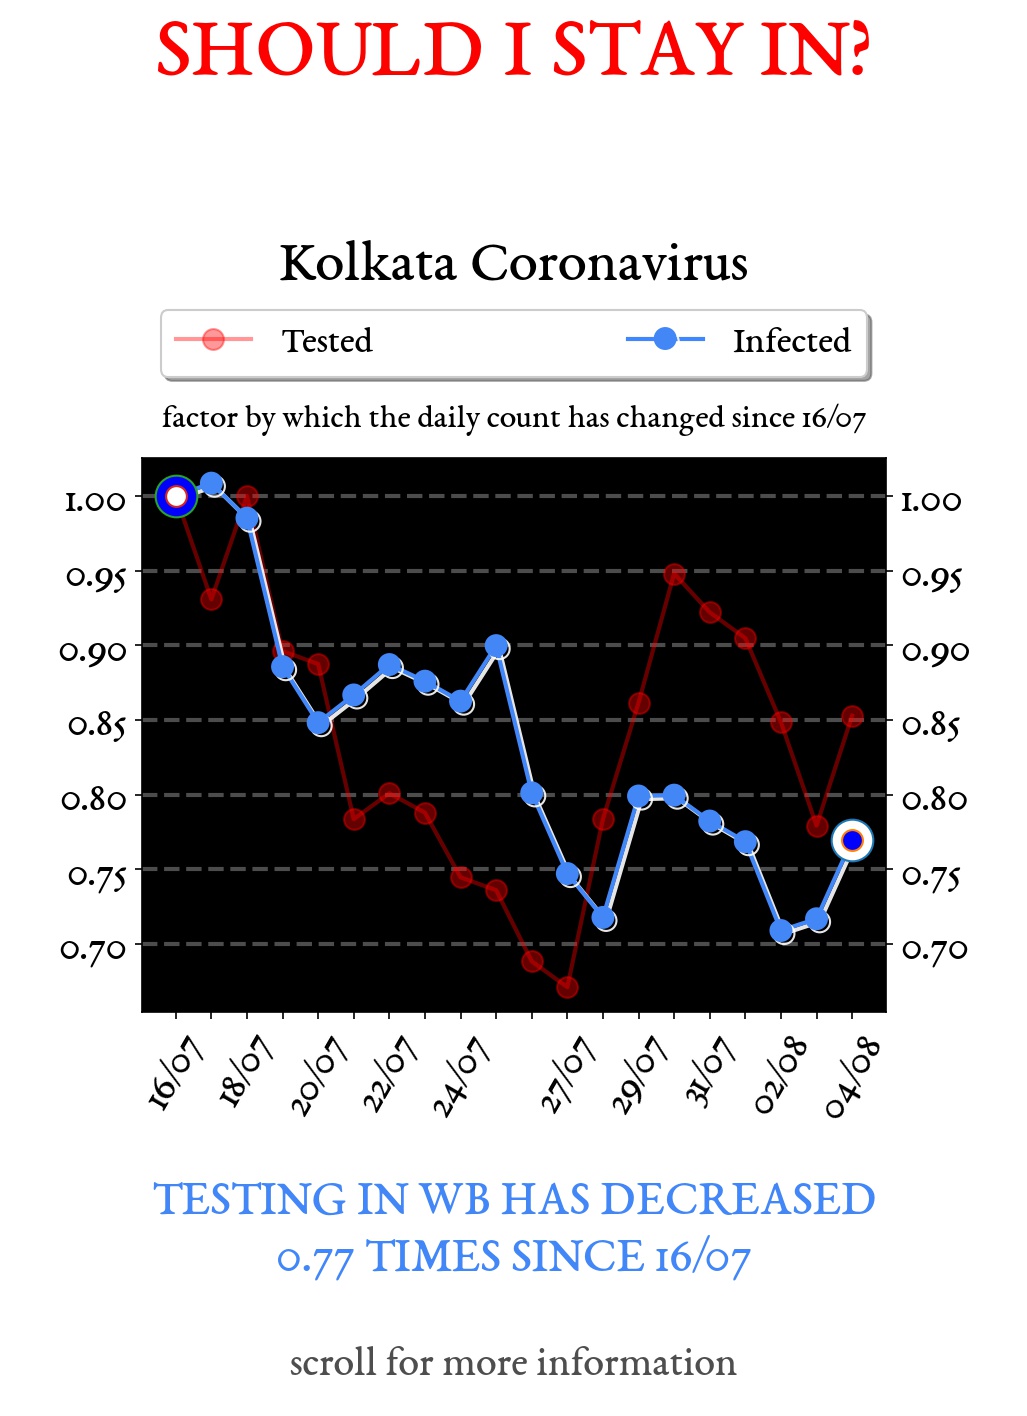 SHOULD I STAY IN?
Kolkata Coronavirus
Tested Infected
factor by which the daily count has changed since 16/07
1.00 1.00
0.95 0.95
0.90 0.90
0.85 0.85
0.80 0.80
0.75 0.75
0.70 0.70
16/07 18/07 20/07 22/07 24/07 27/07 29/07 31/07 02/08 04/08
TESTING IN WB HAS DECREASED
0.77 TIMES SINCE 16/07
scroll for more information